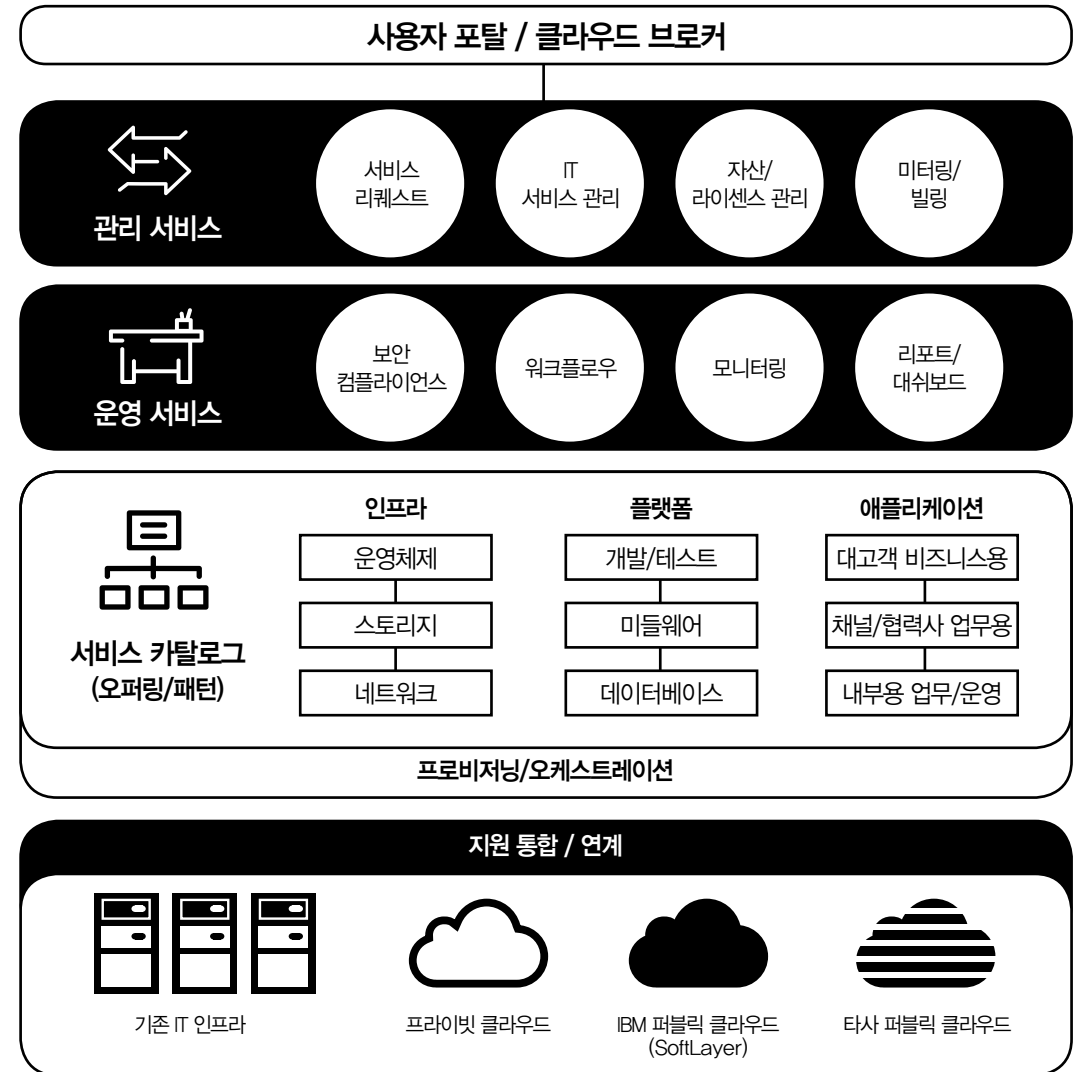 사용자 포탈 / 클라우드 브로커
관리 서비스
서비스
리퀘스트
IT
서비스 관리
자산/
라이센스 관리
미터링/
빌링
운영 서비스
보안
컴플라이언스
워크플로우
모니터링
리포트/
대쉬보드
서비스 카탈로그
(오퍼링/패턴)
인프라
운영체제
스토리지
네트워크
플랫폼
개발/테스트
미들웨어
데이터베이스
애플리케이션
대고객 비즈니스용
채널/협력사 업무용
내부용 업무/운영
프로비저닝/오케스트레이션
지원 통합 / 연계
기존 IT 인프라
프라이빗 클라우드
IBM 퍼블릭 클라우드
(SoftLayer)
타사 퍼블릭 클라우드